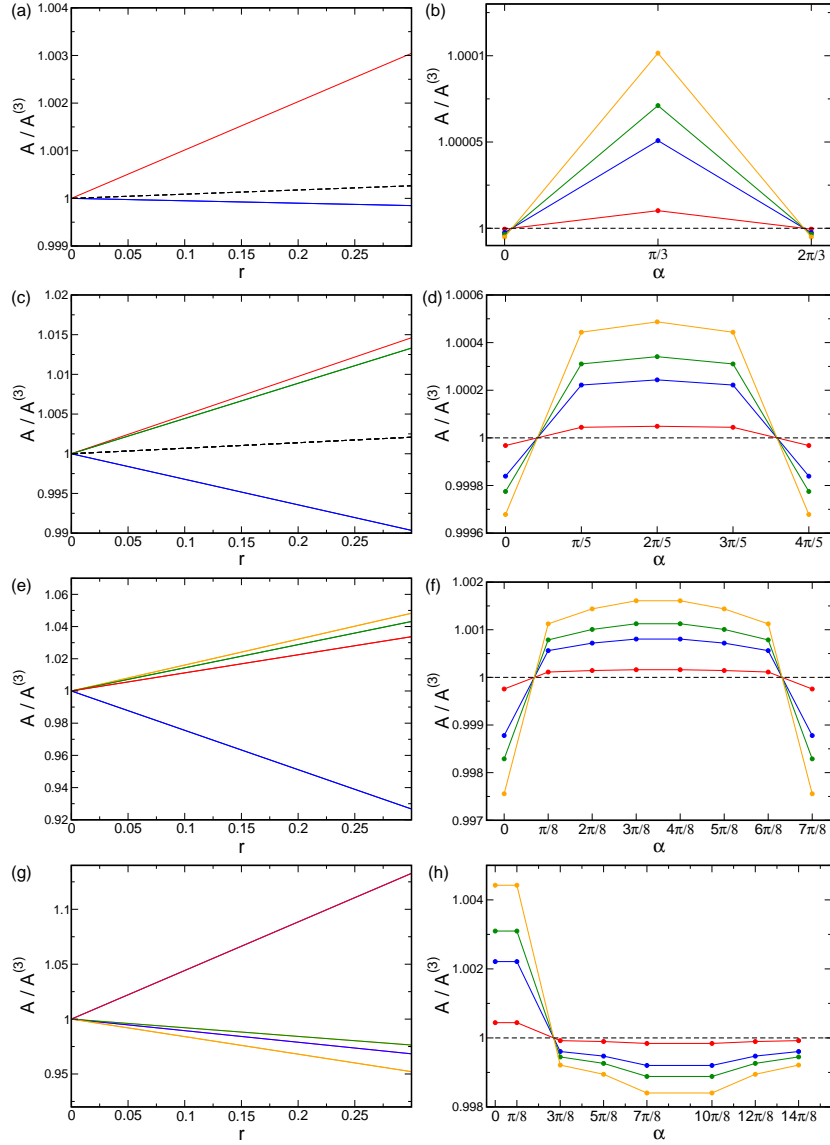 (a)
1.004
1.003
1.002
1.001
1
0.999
A / A^(3)
0
0.05
0.1
0.15
0.2
0.25
r
(b)
1.0001
1.00005
1
A / A^(3)
0
π/3
2π/3
α
(c)
1.02
1.015
1.01
1.005
1
0.995
0.99
A / A^(3)
0
0.05
0.1
0.15
0.2
0.25
r
(d)
1.0006
1.0004
1.0002
1
0.9998
0.9996
A / A^(3)
0
π/5
2π/5
3π/5
4π/5
α
(e)
1.06
1.04
1.02
1
0.98
0.96
0.94
0.92
A / A^(3)
0
0.05
0.1
0.15
0.2
0.25
r
(f)
1.002
1.001
1
0.999
0.998
0.997
A / A^(3)
0
π/8
2π/8
3π/8
4π/8
5π/8
6π/8
7π/8
α
(g)
1.1
1.05
1
0.95
A / A^(3)
0
0.05
0.1
0.15
0.2
0.25
r
(h)
1.004
1.002
1
0.998
A / A^(3)
0
π/8
3π/8
5π/8
7π/8
10π/8
12π/8
14π/8
α